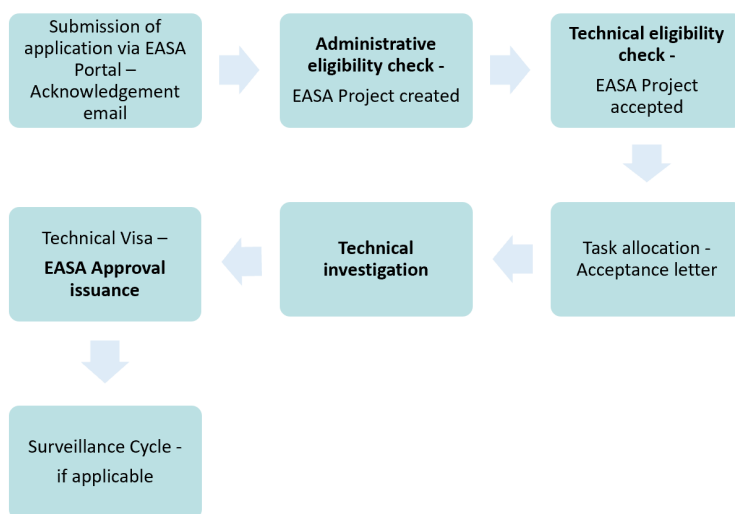 Submission of
application via EASA
Portal –
Acknowledgement
email
Administrative
eligibility check -
EASA Project created
Technical eligibility
check -
EASA Project
accepted
Task allocation -
Acceptance letter
Technical
investigation
Technical Visa –
EASA Approval
issuance
Surveillance Cycle -
if applicable